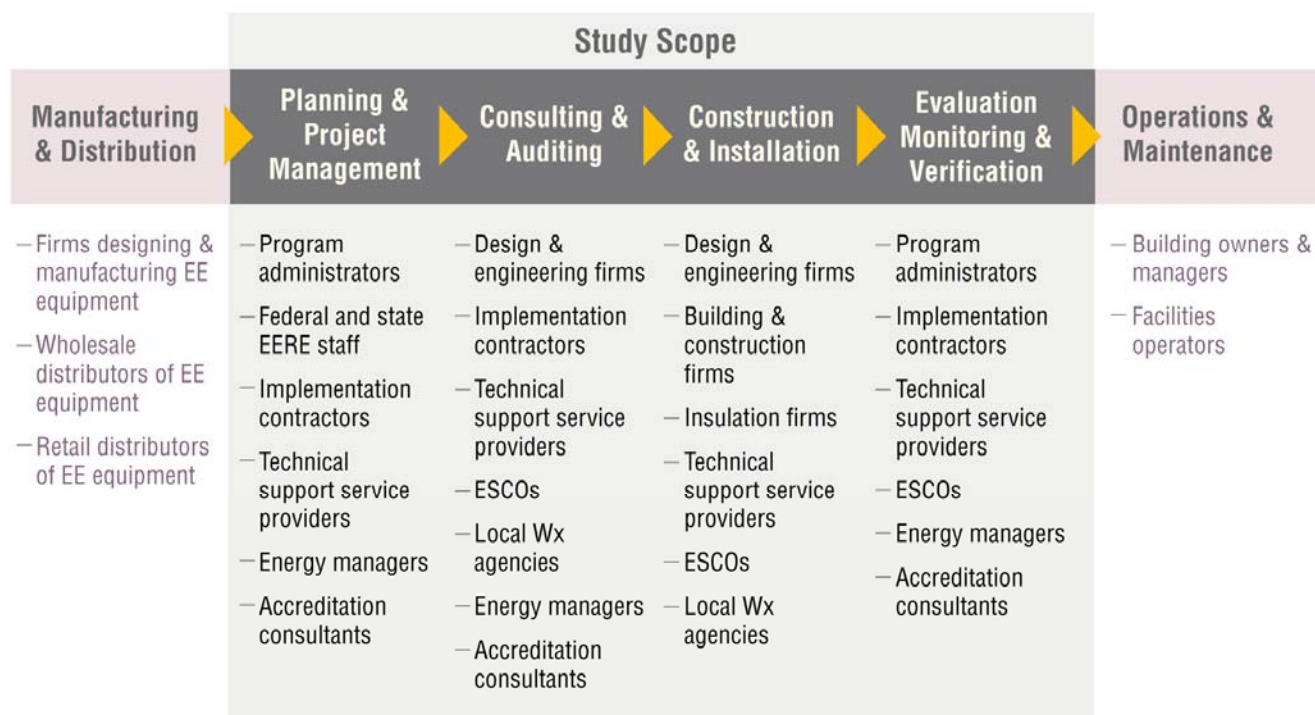 Study Scope
Manufacturing
& Distribution
Planning &
Project
Management
Consulting &
Auditing
Construction
& Installation
Evaluation
Monitoring &
Verification
Operations &
Maintenance
– Firms designing &
manufacturing EE
equipment
– Wholesale
distributors of EE
equipment
– Retail distributors
of EE equipment
– Program
administrators
– Federal and state
EERE staff
– Implementation
contractors
– Technical
support service
providers
– Energy managers
– Accreditation
consultants
– Design &
engineering firms
– Implementation
contractors
– Technical
support service
providers
– ESCOs
– Local Wx
agencies
– Energy managers
– Accreditation
consultants
– Design &
engineering firms
– Building &
construction
firms
– Insulation firms
– Technical
support service
providers
– ESCOs
– Local Wx
agencies
– Program
administrators
– Implementation
contractors
– Technical
support service
providers
– ESCOs
– Energy managers
– Accreditation
consultants
– Building owners &
managers
– Facilities
operators